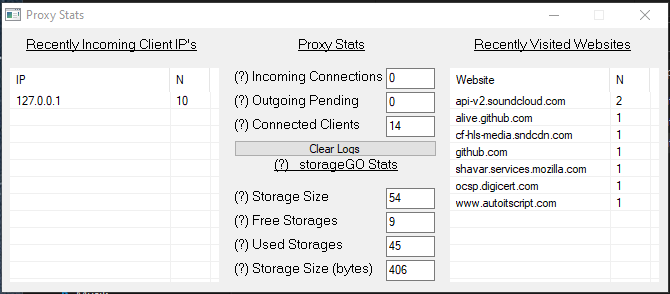 Proxy Stats
Recently Incoming Client IP's
IP N
127.0.0.1 10
Proxy Stats
(?) Incoming Connections 0
(?) Outgoing Pending 0
(?) Connected Clients 14
Clear Logs
(?) storageGO Stats
(?) Storage Size 54
(?) Free Storages 9
(?) Used Storages 45
(?) Storage Size (bytes) 406
Recently Visited Websites
Website N
api-v2.soundcloud.com 2
alive.github.com 1
cf-hls-media.sndcdn.com 1
github.com 1
shavar.services.mozilla.com 1
ocsp.digicert.com 1
www.autoitscript.com 1